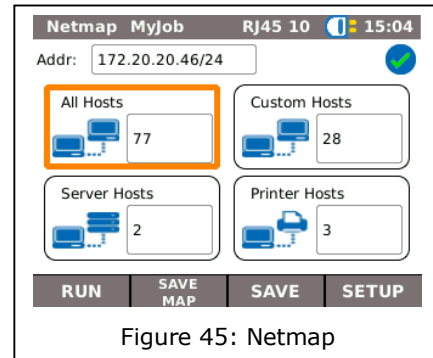 Netmap MyJob RJ45 10 15:04
Addr: 172.20.20.46/24
All Hosts
77
Custom Hosts
28
Server Hosts
2
Printer Hosts
3
RUN
SAVE MAP
SAVE
SETUP
Figure 45: Netmap